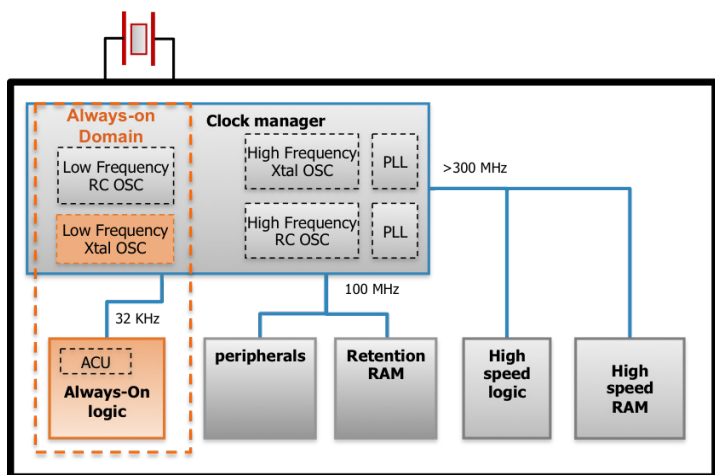 Always-on
Domain
Clock manager
Low Frequency
RC OSC
High Frequency
Xtal OSC
PLL
>300 MHz
Low Frequency
Xtal OSC
High Frequency
RC OSC
PLL
32 KHz
100 MHz
ACU
Always-On
logic
peripherals
Retention
RAM
High
speed
logic
High
speed
RAM